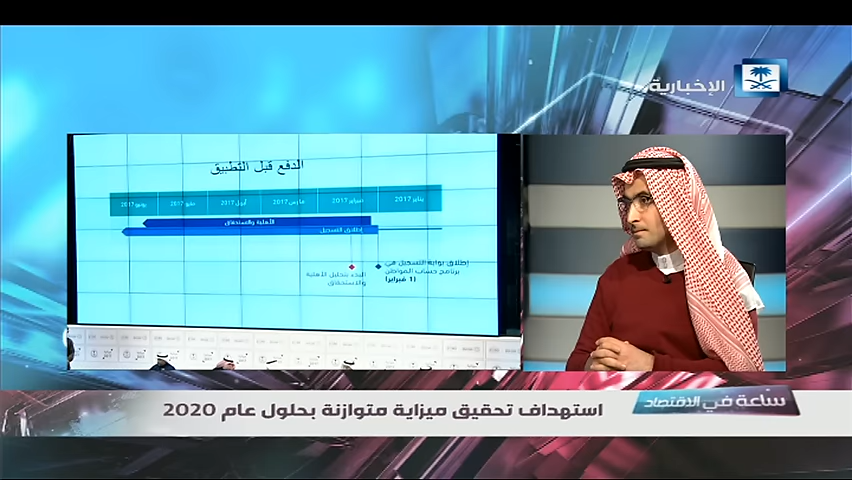 الإخبارية
الدفع قبل التطبيق
يناير 2017
فبراير 2017
مارس 2017
أبريل 2017
مايو 2017
يونيو 2017
الأهلية والاستحقاق
إطلاق التسجيل
إطلاق بوابة التسجيل في
برنامج حساب المواطن
(1 فبراير)
البدء بتحليل الأهلية
والاستحقاق
ساعة في الاقتصاد
استهداف تحقيق ميزاية متوازنة بحلول عام 2020